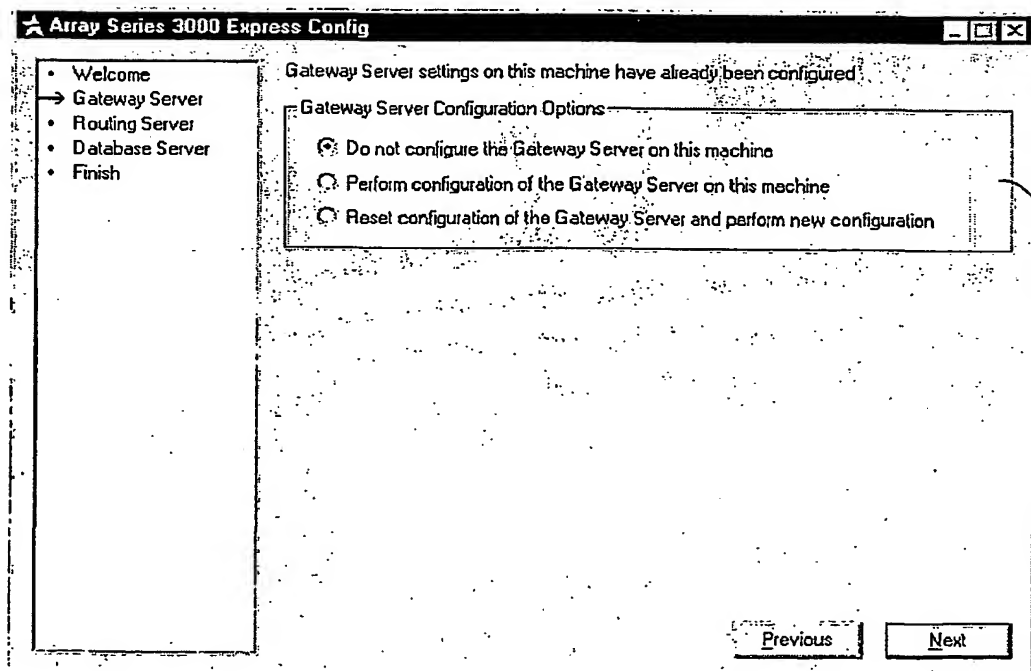 Array Series 3000 Express Config
• Welcome
→ Gateway Server
• Routing Server
• Database Server
• Finish
Gateway Server settings on this machine have already been configured
Gateway Server Configuration Options
Do not configure the Gateway Server on this machine
Perform configuration of the Gateway Server on this machine
Reset configuration of the Gateway Server and perform new configuration
Previous
Next